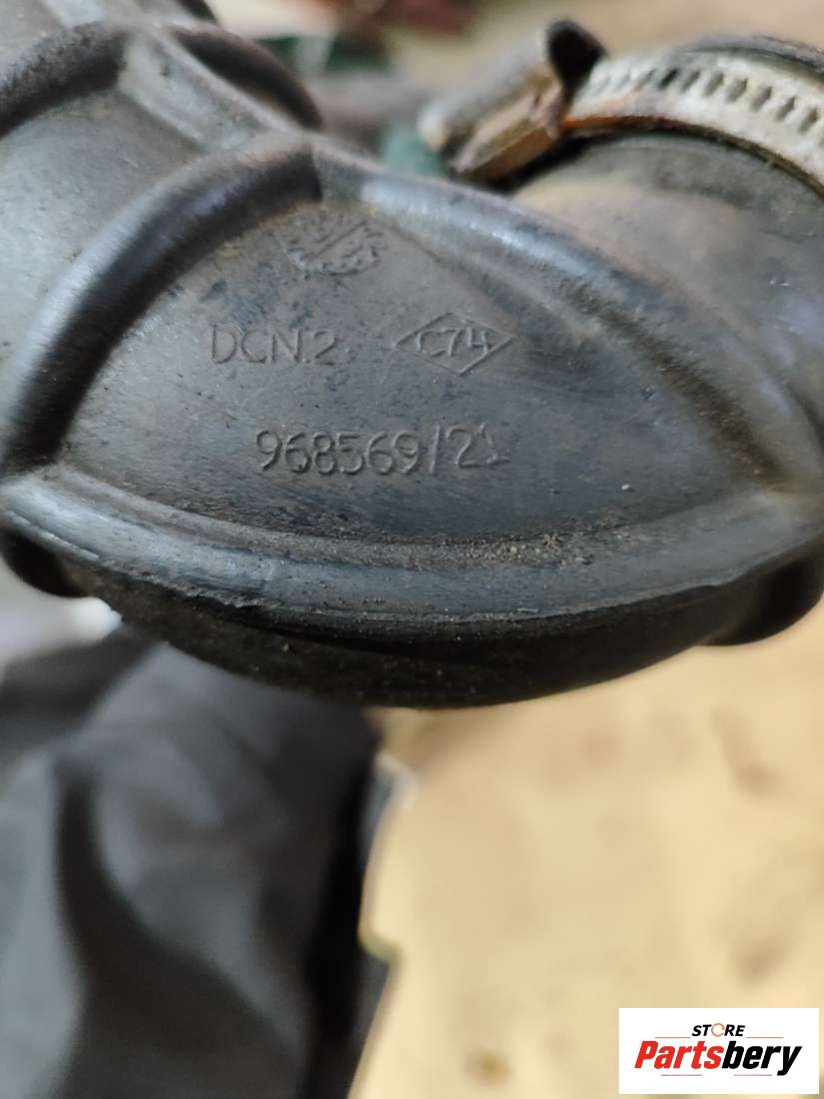 DCN.2 C74
968569/21
STORE
Partsbery